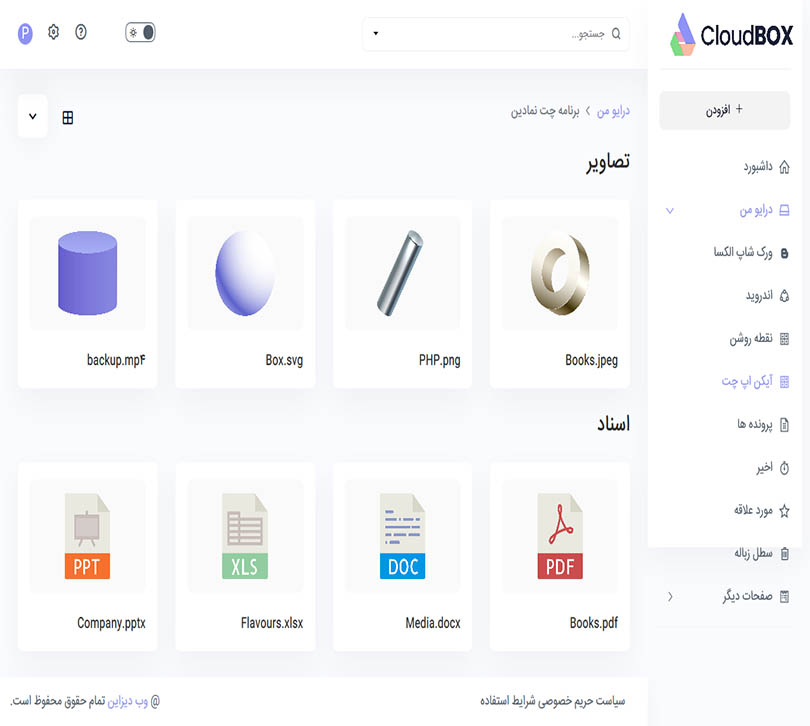 CloudBOX
جستجو...
P
+ افزودن
داشبورد
درایو من
ورک شاپ الکسا
اندروید
نقطه روشن
آیکن اپ چت
پرونده ها
اخیر
مورد علاقه
سطل زباله
صفحات دیگر
درایو من > برنامه چت نمادین
تصاویر
Books.jpeg
PHP.png
Box.svg
backup.mp۴
اسناد
PDF
DOC
XLS
PPT
Books.pdf
Media.docx
Flavours.xlsx
Company.pptx
سیاست حریم خصوصی شرایط استفاده
@ وب دیزاین تمام حقوق محفوظ است.